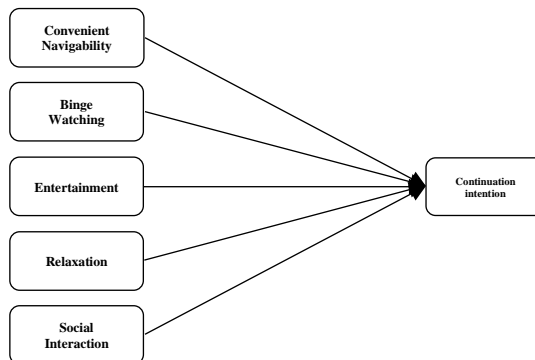 Convenient
Navigability
Binge
Watching
Entertainment
Relaxation
Social
Interaction
Continuation
intention